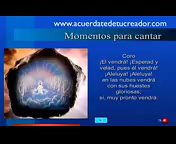 www.acuerdatedetucreador.com
Momentos para cantar
Coro
¡El vendrá! ¡Esperad y
velad, pues él vendrá!
¡Aleluya! ¡Aleluya!
en las nubes vendrá
con sus huestes
gloriosas;
sí, muy pronto vendrá.